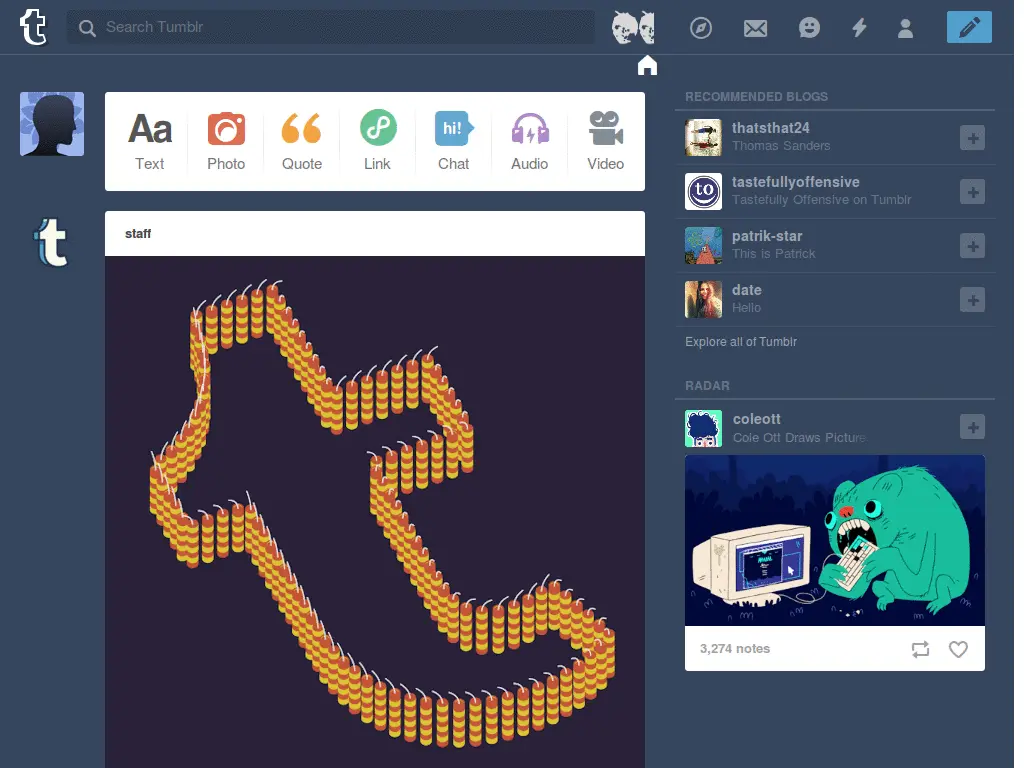 Search Tumblr
Aa
Text
Photo
Quote
Link
hi!
Chat
Audio
Video
staff
RECOMMENDED BLOGS
thatsthat24
Thomas Sanders
to
tastefullyoffensive
Tastefully Offensive on Tumblr
patrik-star
This is Patrick
date
Hello
Explore all of Tumblr
RADAR
coleott
Cole Ott Draws Picture
3,274 notes